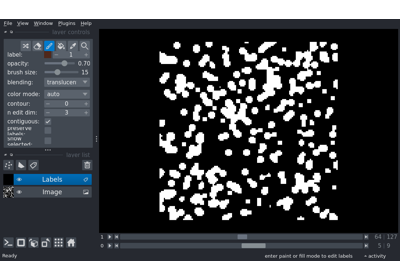 File View Window Plugins Help
layer controls
label: 1
opacity: 0.70
brush size: 15
blending: translucen
color mode: auto
contour: 0
n edit dim: 3
contiguous:
preserve labels:
show selected:
layer list
Labels
Image
1 64 127
0 5 9
Ready enter paint or fill mode to edit labels activity